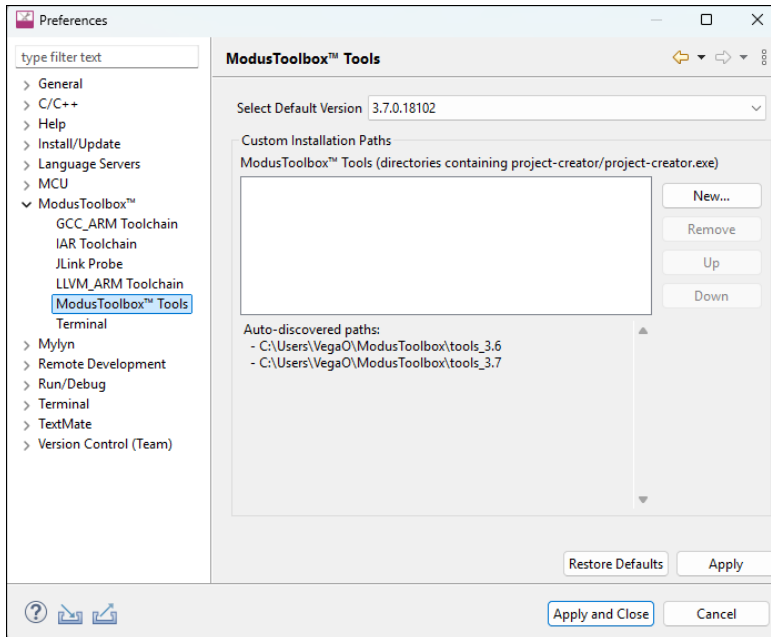 Preferences
type filter text
General
C/C++
Help
Install/Update
Language Servers
MCU
ModusToolbox™
GCC_ARM Toolchain
IAR Toolchain
JLink Probe
LLVM_ARM Toolchain
ModusToolbox™ Tools
Terminal
Mylyn
Remote Development
Run/Debug
Terminal
TextMate
Version Control (Team)
ModusToolbox™ Tools
Select Default Version 3.7.0.18102
Custom Installation Paths
ModusToolbox™ Tools (directories containing project-creator/project-creator.exe)
New...
Remove
Up
Down
Auto-discovered paths:
- C:\Users\VegaO\ModusToolbox\tools_3.6
- C:\Users\VegaO\ModusToolbox\tools_3.7
Restore Defaults Apply
? Apply and Close Cancel